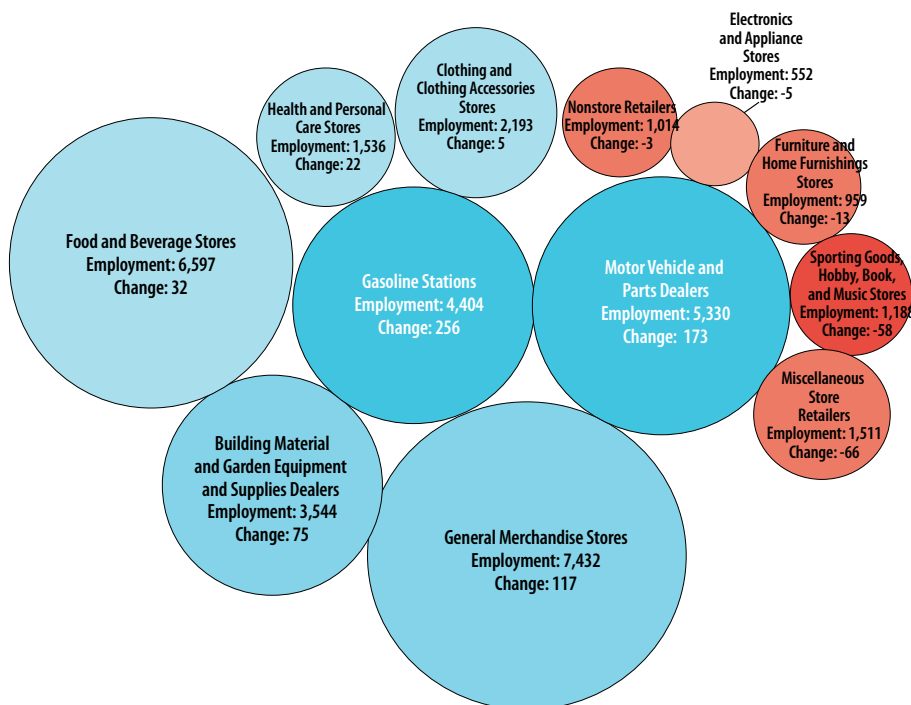 Electronics
and Appliance
Stores
Employment: 552
Change: -5
Clothing and
Clothing Accessories
Stores
Employment: 2,193
Change: 5
Health and Personal
Care Stores
Employment: 1,536
Change: 22
Nonstore Retailers
Employment: 1,014
Change: -3
Furniture and
Home Furnishings
Stores
Employment: 959
Change: -13
Food and Beverage Stores
Employment: 6,597
Change: 32
Gasoline Stations
Employment: 4,404
Change: 256
Motor Vehicle and
Parts Dealers
Employment: 5,330
Change: 173
Sporting Goods,
Hobby, Book,
and Music Stores
Employment: 1,188
Change: -58
Miscellaneous
Store
Retailers
Employment: 1,511
Change: -66
Building Material
and Garden Equipment
and Supplies Dealers
Employment: 3,544
Change: 75
General Merchandise Stores
Employment: 7,432
Change: 117